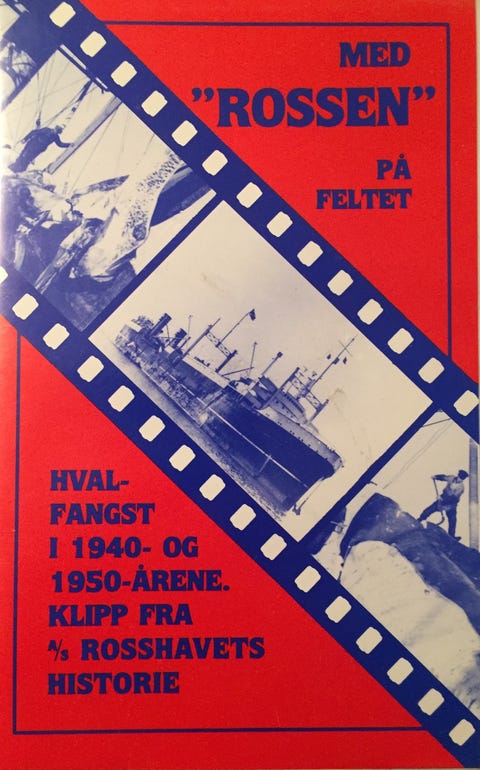 MED
"ROSSEN"
PÅ
FELTET
HVAL-
FANGST
I 1940- OG
1950-ÅRENE.
KLIPP FRA
A/S ROSSHAVETS
HISTORIE